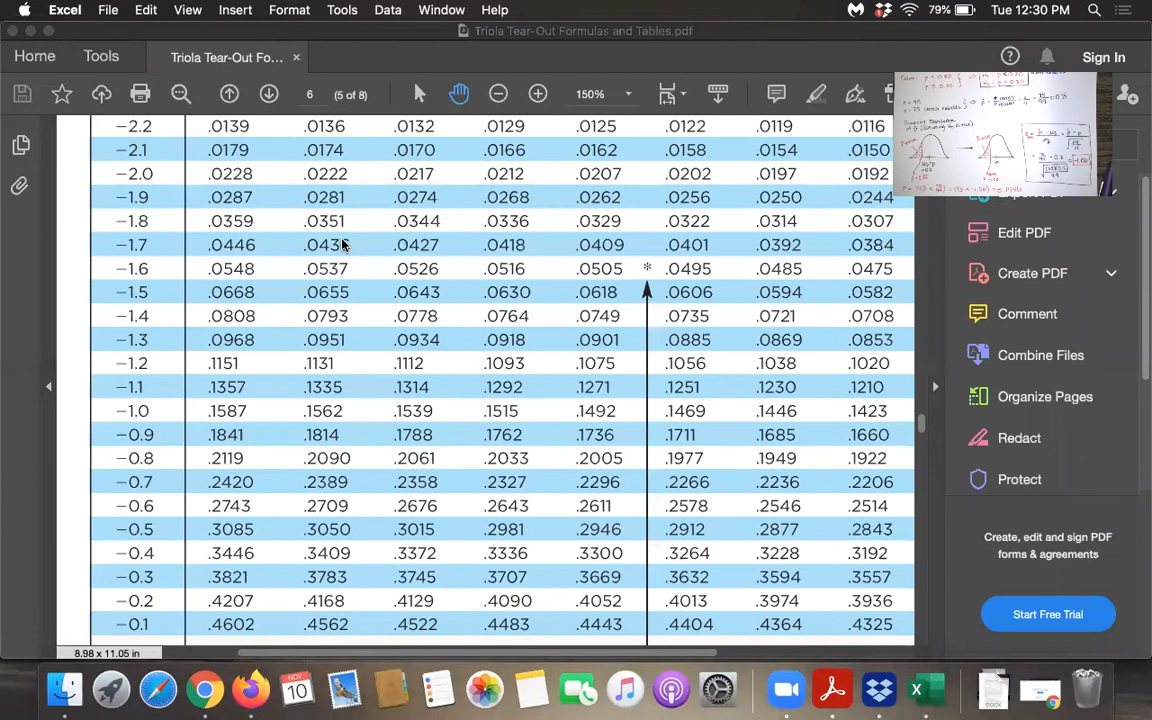 Excel File Edit View Insert Format Tools Data Window Help 79% Tue 12:30 PM
Triola Tear-Out Formulas and Tables.pdf
Home Tools Triola Tear-Out Fo... × Sign In
6 (5 of 8) 150%
−2.2 .0139 .0136 .0132 .0129 .0125 .0122 .0119 .0116
−2.1 .0179 .0174 .0170 .0166 .0162 .0158 .0154 .0150
−2.0 .0228 .0222 .0217 .0212 .0207 .0202 .0197 .0192
−1.9 .0287 .0281 .0274 .0268 .0262 .0256 .0250 .0244
−1.8 .0359 .0351 .0344 .0336 .0329 .0322 .0314 .0307
−1.7 .0446 .0436 .0427 .0418 .0409 .0401 .0392 .0384
−1.6 .0548 .0537 .0526 .0516 .0505 * .0495 .0485 .0475
−1.5 .0668 .0655 .0643 .0630 .0618 .0606 .0594 .0582
−1.4 .0808 .0793 .0778 .0764 .0749 .0735 .0721 .0708
−1.3 .0968 .0951 .0934 .0918 .0901 .0885 .0869 .0853
−1.2 .1151 .1131 .1112 .1093 .1075 .1056 .1038 .1020
−1.1 .1357 .1335 .1314 .1292 .1271 .1251 .1230 .1210
−1.0 .1587 .1562 .1539 .1515 .1492 .1469 .1446 .1423
−0.9 .1841 .1814 .1788 .1762 .1736 .1711 .1685 .1660
−0.8 .2119 .2090 .2061 .2033 .2005 .1977 .1949 .1922
−0.7 .2420 .2389 .2358 .2327 .2296 .2266 .2236 .2206
−0.6 .2743 .2709 .2676 .2643 .2611 .2578 .2546 .2514
−0.5 .3085 .3050 .3015 .2981 .2946 .2912 .2877 .2843
−0.4 .3446 .3409 .3372 .3336 .3300 .3264 .3228 .3192
−0.3 .3821 .3783 .3745 .3707 .3669 .3632 .3594 .3557
−0.2 .4207 .4168 .4129 .4090 .4052 .4013 .3974 .3936
−0.1 .4602 .4562 .4522 .4483 .4443 .4404 .4364 .4325
8.98 x 11.05 in
Edit PDF
Create PDF
Comment
Combine Files
Organize Pages
Redact
Protect
Create, edit and sign PDF
forms & agreements
Start Free Trial
NOV
10